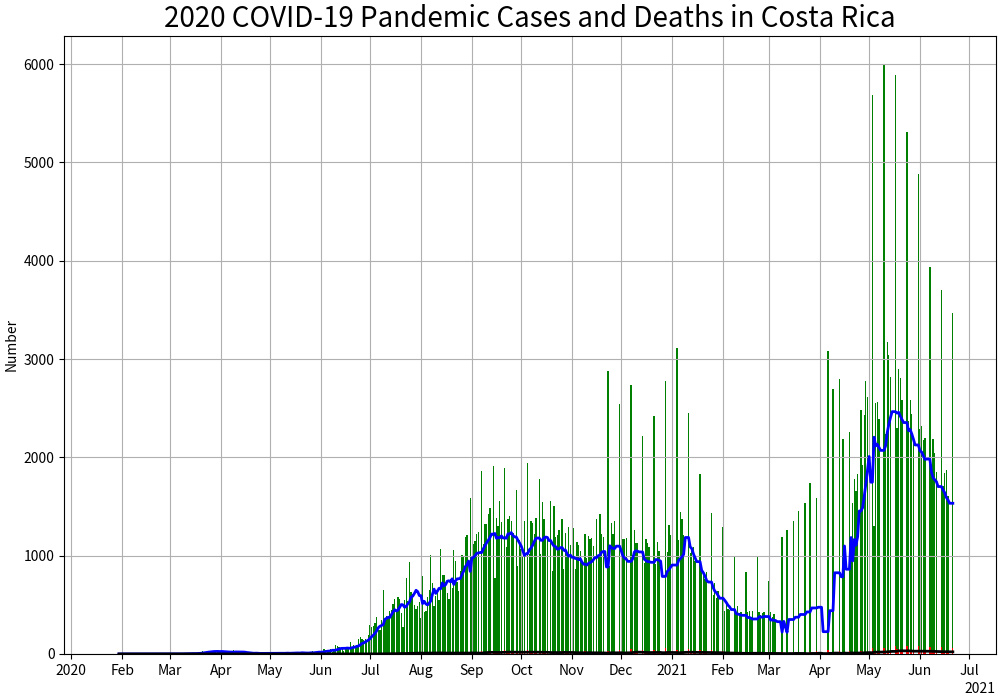 2020 COVID-19 Pandemic Cases and Deaths in Costa Rica
6000
5000
4000
3000
2000
1000
0
Number
2020 Feb Mar Apr May Jun Jul Aug Sep Oct Nov Dec 2021 Feb Mar Apr May Jun Jul
2021